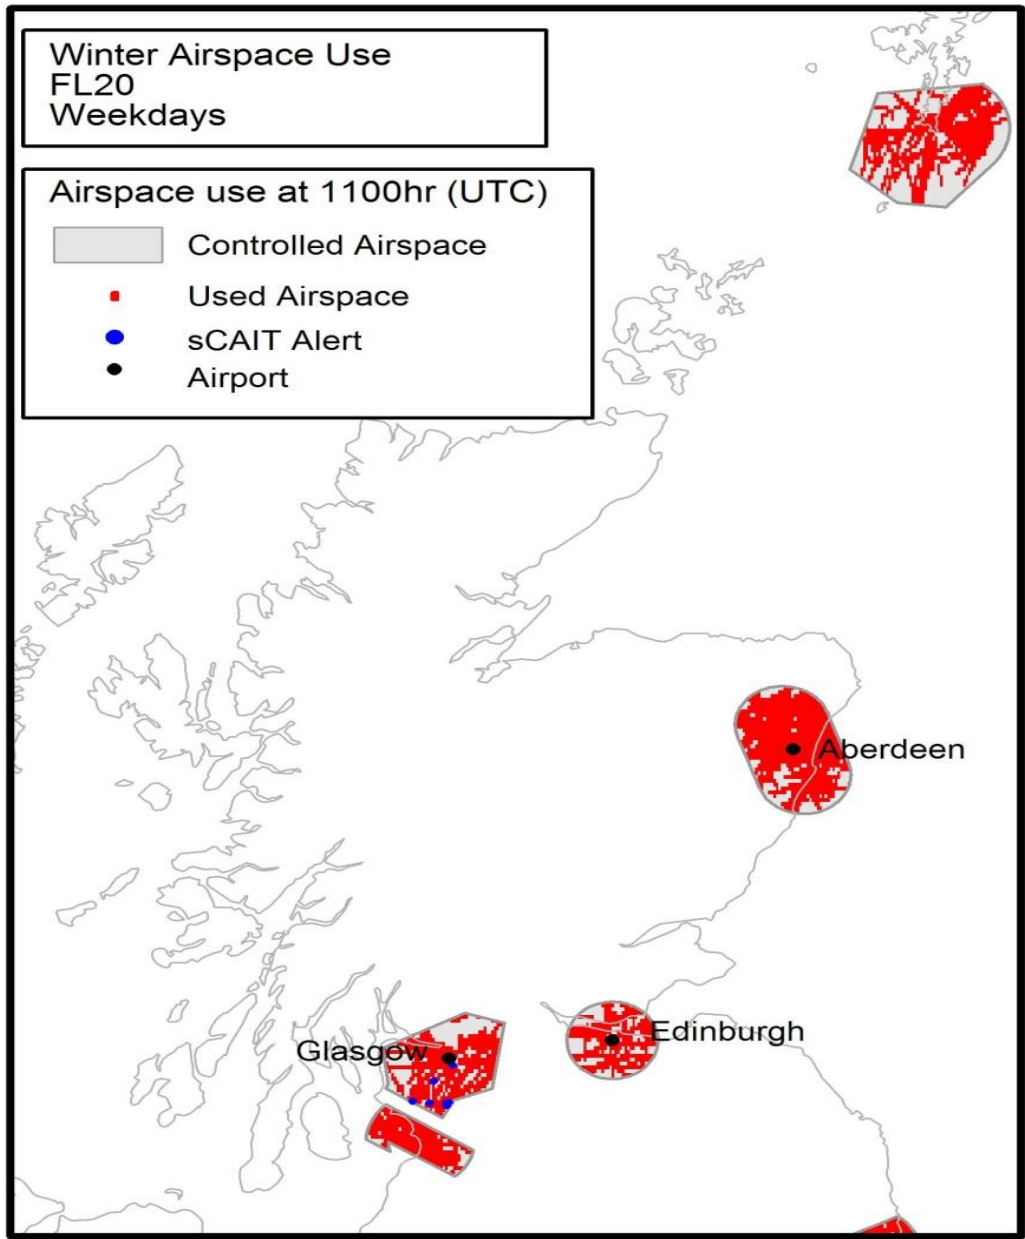 Winter Airspace Use
FL20
Weekdays
Airspace use at 1100hr (UTC)
Controlled Airspace
Used Airspace
sCAIT Alert
Airport
Aberdeen
Edinburgh
Glasgow